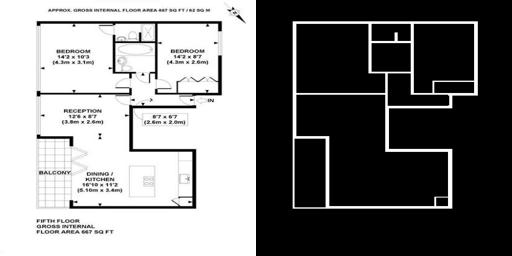 APPROX. GROSS INTERNAL FLOOR AREA 667 SQ FT / 62 SQ M
N
BEDROOM
14'2 x 10'3
(4.3m x 3.1m)
BEDROOM
14'2 x 8'7
(4.3m x 2.6m)
IN
RECEPTION
12'6 x 8'7
(3.8m x 2.6m)
8'7 x 6'7
(2.6m x 2.0m)
BALCONY
DINING /
KITCHEN
16'10 x 11'2
(5.10m x 3.4m)
FIFTH FLOOR
GROSS INTERNAL
FLOOR AREA 667 SQ FT